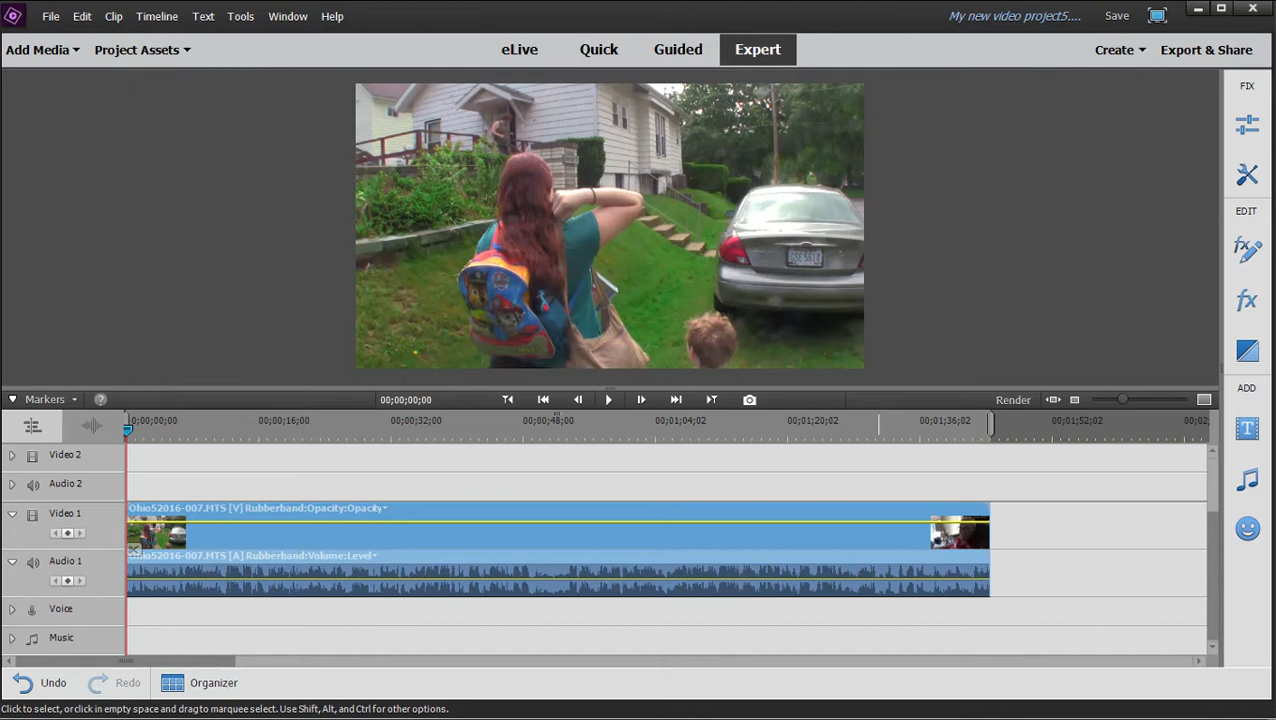 File Edit Clip Timeline Text Tools Window Help
My new video project5.... Save
Add Media Project Assets
eLive Quick Guided Expert
Create Export & Share
FIX
EDIT
ADD
Markers
00;00;00;00
Render
0;00;00;00 00;00;16;00 00;00;32;00 00;00;48;00 00;01;04;02 00;01;20;02 00;01;36;02 00;01;52;02 00;02;
Video 2
Audio 2
Video 1
Ohio52016-007.MTS [V] Rubberband:Opacity:Opacity
Audio 1
Ohio52016-007.MTS [A] Rubberband:Volume:Level
Voice
Music
Undo Redo Organizer
Click to select, or click in empty space and drag to marquee select. Use Shift, Alt, and Ctrl for other options.